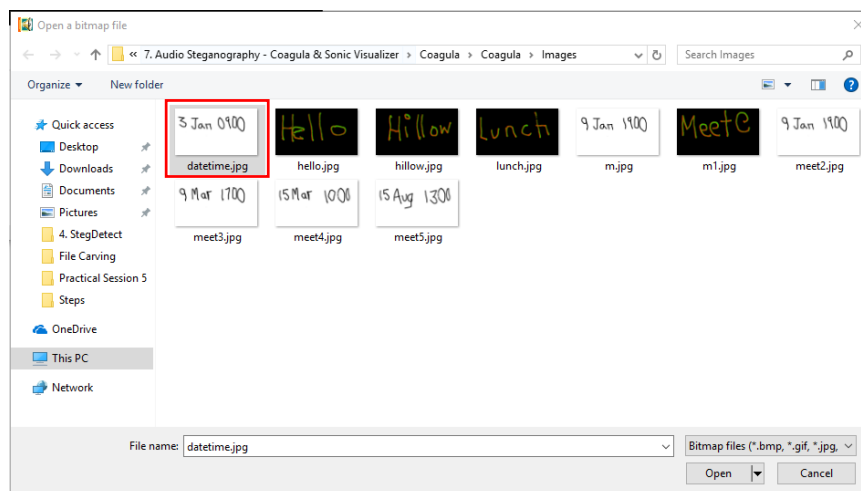 Open a bitmap file
« 7. Audio Steganography - Coagula & Sonic Visualizer › Coagula › Coagula › Images
Search Images
Organize
New folder
Quick access
Desktop
Downloads
Documents
Pictures
4. StegDetect
File Carving
Practical Session 5
Steps
OneDrive
This PC
Network
3 Jan 0900
Hello
Hillow
Lunch
9 Jan 1900
MeetC
9 Jan 1900
datetime.jpg
hello.jpg
hillow.jpg
lunch.jpg
m.jpg
m1.jpg
meet2.jpg
9 Mar 1700
15 Mar 1000
15 Aug 1300
meet3.jpg
meet4.jpg
meet5.jpg
File name:
datetime.jpg
Bitmap files (*.bmp, *.gif, *.jpg,
Open
Cancel